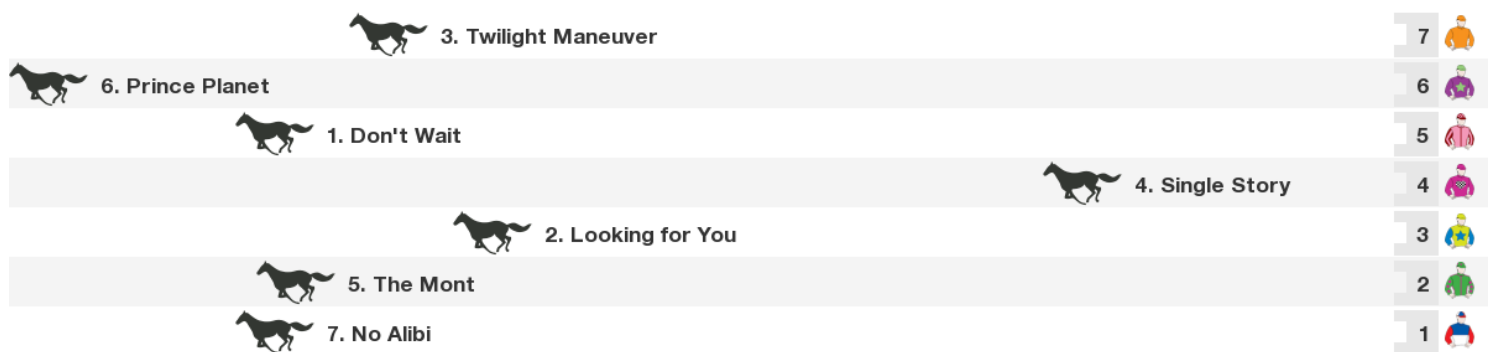 3. Twilight Maneuver 7
6. Prince Planet 6
1. Don't Wait 5
4. Single Story 4
2. Looking for You 3
5. The Mont 2
7. No Alibi 1